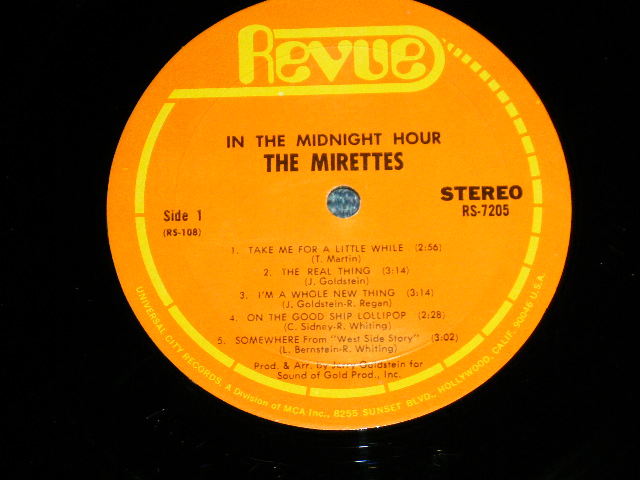 Revue
IN THE MIDNIGHT HOUR
THE MIRETTES
Side 1
(RS-108)
STEREO
RS-7205
1. TAKE ME FOR A LITTLE WHILE (2:56)
(T. Martin)
2. THE REAL THING (3:14)
(J. Goldstein)
3. I'M A WHOLE NEW THING (3:14)
(J. Goldstein-R. Regan)
4. ON THE GOOD SHIP LOLLIPOP (2:28)
(C. Sidney-R. Whiting)
5. SOMEWHERE From "West Side Story" (3:02)
(L. Bernstein-R. Whiting)
Prod. & Arr. by Jerry Goldstein for
Sound of Gold Prod., Inc.
UNIVERSAL CITY RECORDS, A Division of MCA Inc., 8255 SUNSET BLVD., HOLLYWOOD, CALIF. 90046 U.S.A.